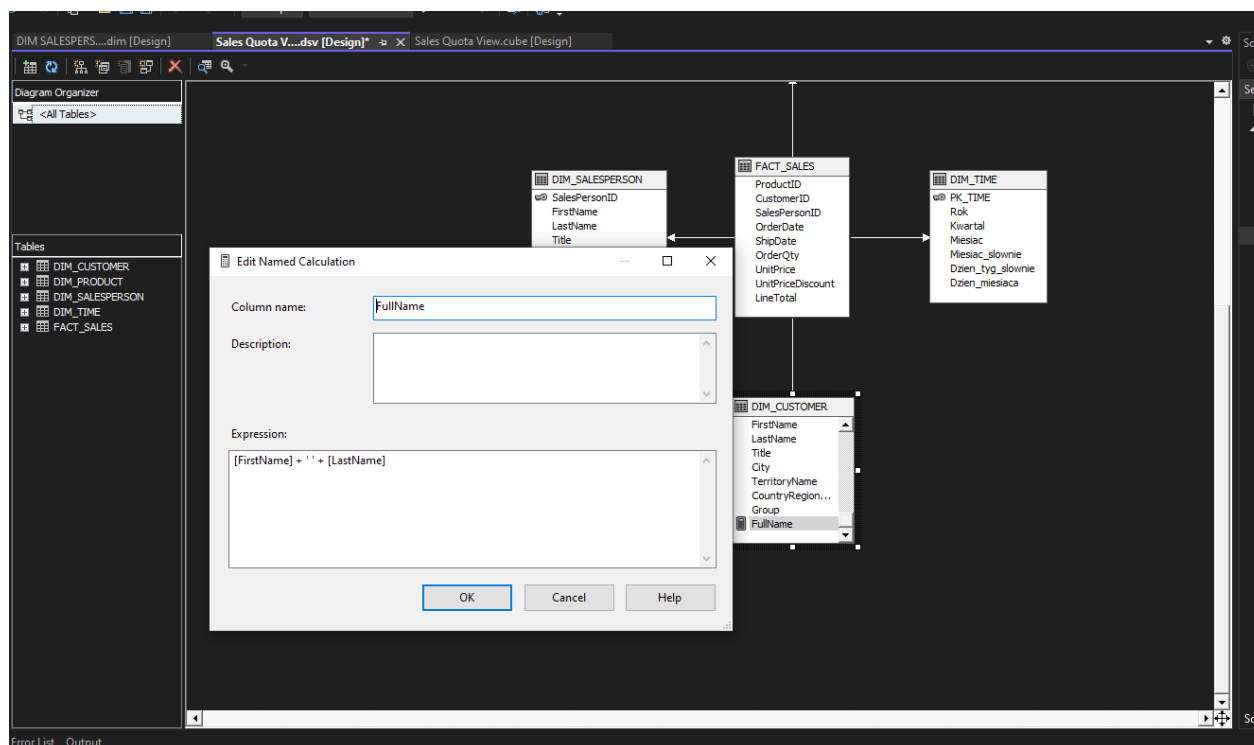 DIM SALESPERS....dim [Design]
Sales Quota V....dsv [Design]*
Sales Quota View.cube [Design]
Diagram Organizer
<All Tables>
Tables
DIM_CUSTOMER
DIM_PRODUCT
DIM_SALESPERSON
DIM_TIME
FACT_SALES
DIM_SALESPERSON
SalesPersonID
FirstName
LastName
Title
FACT_SALES
ProductID
CustomerID
SalesPersonID
OrderDate
ShipDate
OrderQty
UnitPrice
UnitPriceDiscount
LineTotal
DIM_TIME
PK_TIME
Rok
Kwartal
Miesiac
Miesiac_slownie
Dzien_tyg_slownie
Dzien_miesiaca
Edit Named Calculation
Column name:
FullName
Description:
Expression:
[FirstName] + ' ' + [LastName]
OK
Cancel
Help
DIM_CUSTOMER
FirstName
LastName
Title
City
TerritoryName
CountryRegion...
Group
FullName
Error List
Output